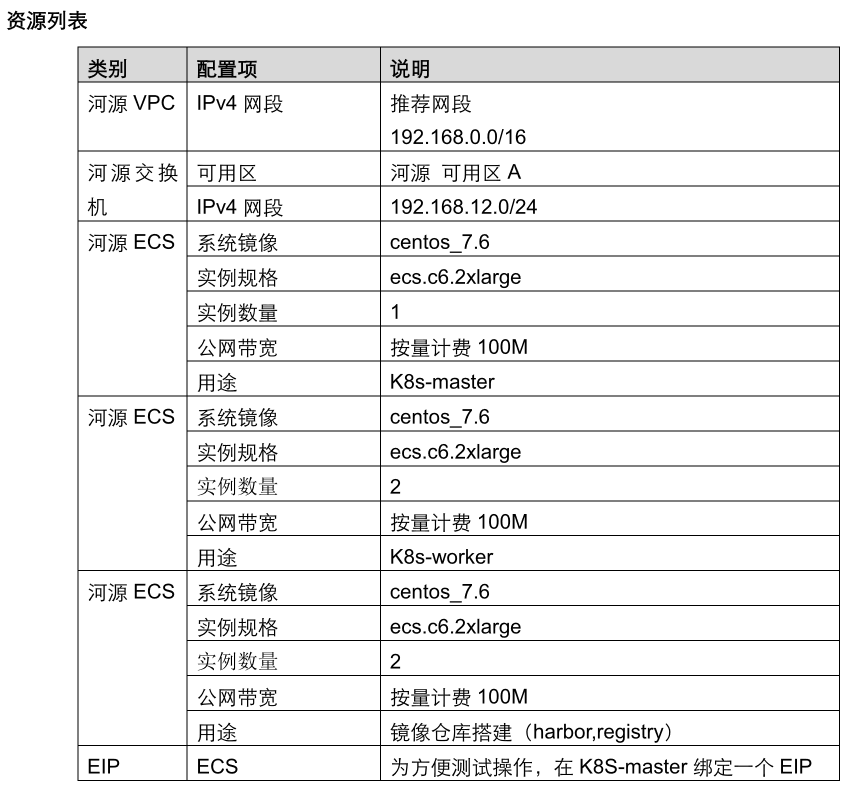 资源列表
类别 配置项 说明
河源 VPC IPv4 网段 推荐网段
192.168.0.0/16
河源交换机 可用区 河源 可用区 A
IPv4 网段 192.168.12.0/24
河源 ECS 系统镜像 centos_7.6
实例规格 ecs.c6.2xlarge
实例数量 1
公网带宽 按量计费 100M
用途 K8s-master
河源 ECS 系统镜像 centos_7.6
实例规格 ecs.c6.2xlarge
实例数量 2
公网带宽 按量计费 100M
用途 K8s-worker
河源 ECS 系统镜像 centos_7.6
实例规格 ecs.c6.2xlarge
实例数量 2
公网带宽 按量计费 100M
用途 镜像仓库搭建（harbor,registry）
EIP ECS 为方便测试操作，在 K8S-master 绑定一个 EIP